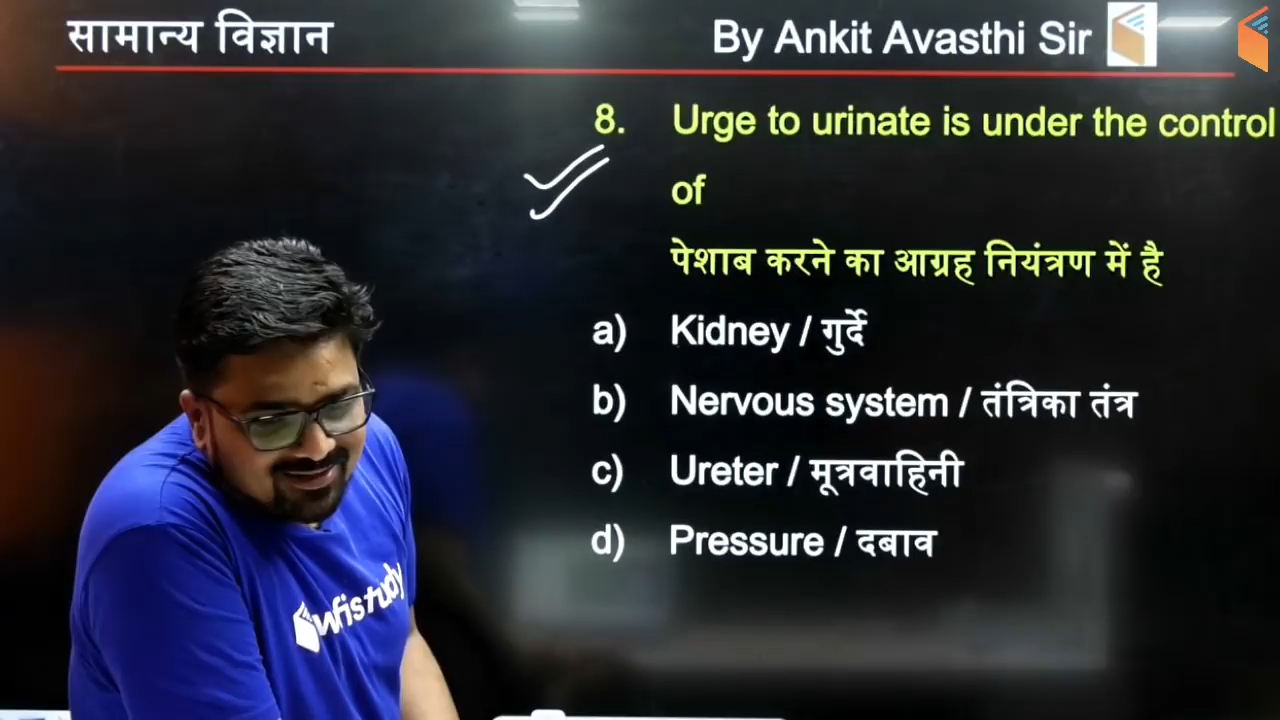 सामान्य विज्ञान
By Ankit Avasthi Sir
8. Urge to urinate is under the control
of
पेशाब करने का आग्रह नियंत्रण में है
a) Kidney / गुर्दे
b) Nervous system / तंत्रिका तंत्र
c) Ureter / मूत्रवाहिनी
d) Pressure / दबाव
wifistudy